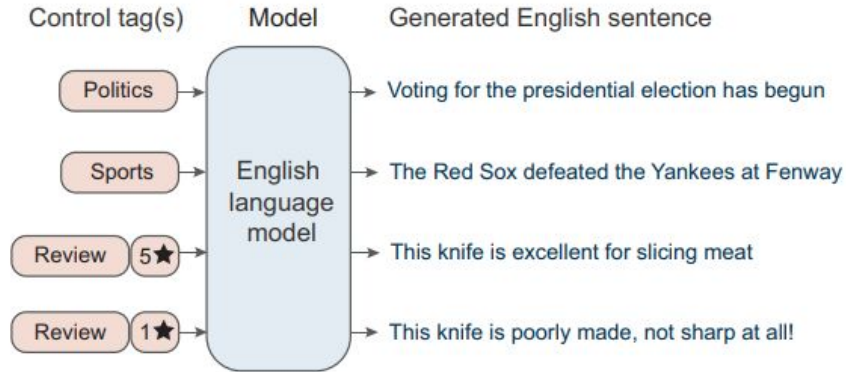 Control tag(s) Model Generated English sentence
Politics Voting for the presidential election has begun
Sports The Red Sox defeated the Yankees at Fenway
English
language
model
Review 5★ This knife is excellent for slicing meat
Review 1★ This knife is poorly made, not sharp at all!